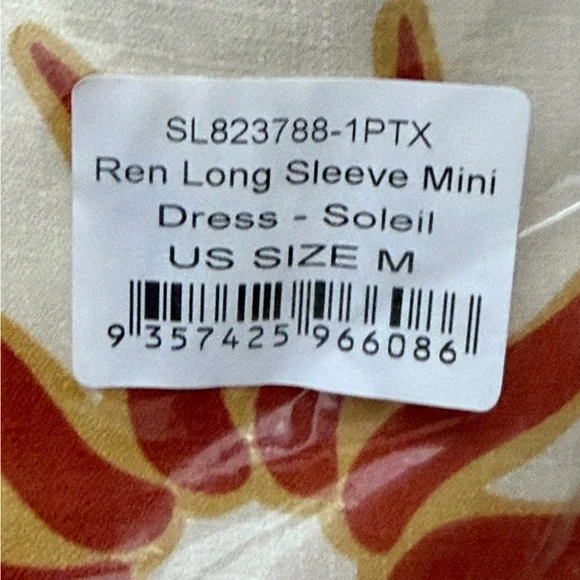 SL823788-1PTX
Ren Long Sleeve Mini
Dress - Soleil
US SIZE M
9 357425 966086